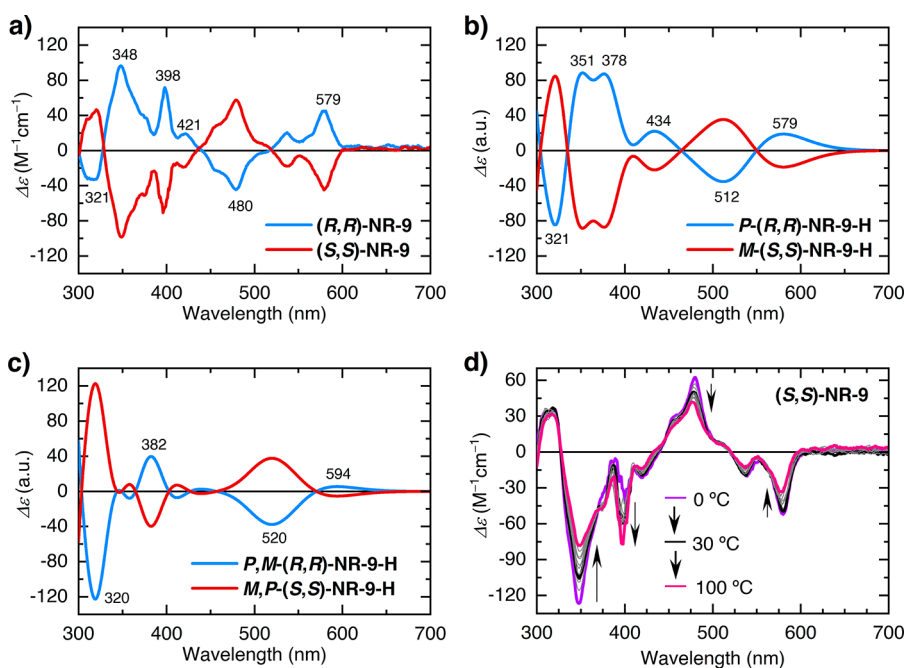 a)
Δε (M⁻¹cm⁻¹)
120
80
40
0
-40
-80
-120
348
398
421
579
321
480
(R,R)-NR-9
(S,S)-NR-9
300 400 500 600 700
Wavelength (nm)
b)
Δε (a.u.)
120
80
40
0
-40
-80
-120
351 378
434
579
321
512
P-(R,R)-NR-9-H
M-(S,S)-NR-9-H
300 400 500 600 700
Wavelength (nm)
c)
Δε (a.u.)
120
80
40
0
-40
-80
-120
382
594
520
320
P,M-(R,R)-NR-9-H
M,P-(S,S)-NR-9-H
300 400 500 600 700
Wavelength (nm)
d)
Δε (M⁻¹cm⁻¹)
60
30
0
-30
-60
-90
-120
(S,S)-NR-9
0 ºC
30 ºC
100 ºC
300 400 500 600 700
Wavelength (nm)